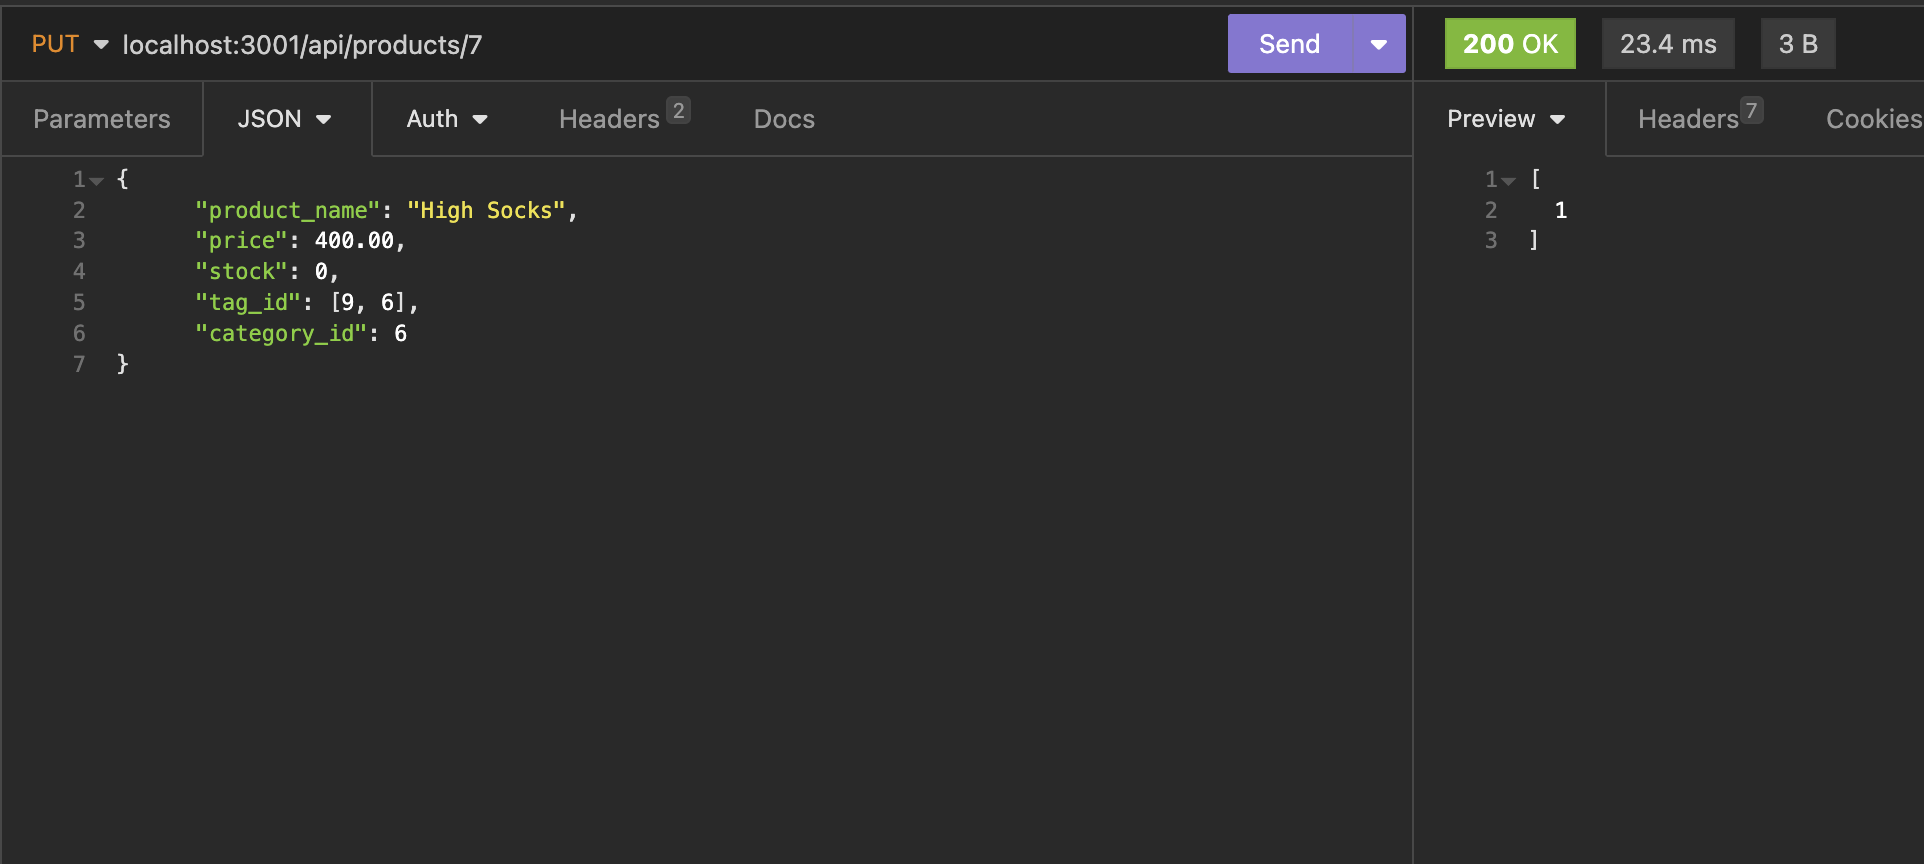 PUT localhost:3001/api/products/7 Send 200 OK 23.4 ms 3 B
Parameters JSON Auth Headers 2 Docs Preview Headers 7 Cookies
1 {
2 "product_name": "High Socks",
3 "price": 400.00,
4 "stock": 0,
5 "tag_id": [9, 6],
6 "category_id": 6
7 }
1 [
2 1
3 ]